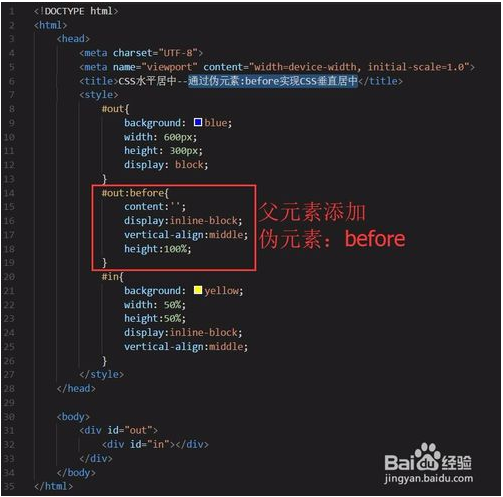 1 <!DOCTYPE html>
2 <html>
3 <head>
4 <meta charset="UTF-8">
5 <meta name="viewport" content="width=device-width, initial-scale=1.0">
6 <title>CSS水平居中--通过伪元素:before实现CSS垂直居中</title>
7 <style>
8 #out{
9 background: blue;
10 width: 600px;
11 height: 300px;
12 display: block;
13 }
14 #out:before{
15 content:'';
16 display:inline-block;
17 vertical-align:middle;
18 height:100%;
19 }
20 #in{
21 background: yellow;
22 width: 50%;
23 height:50%;
24 display:inline-block;
25 vertical-align:middle;
26 }
27 </style>
28 </head>
29
30 <body>
31 <div id="out">
32 <div id="in"></div>
33 </div>
34 </body>
35 </html>
父元素添加
伪元素：before
Baidu经验
jingyan.baidu.com